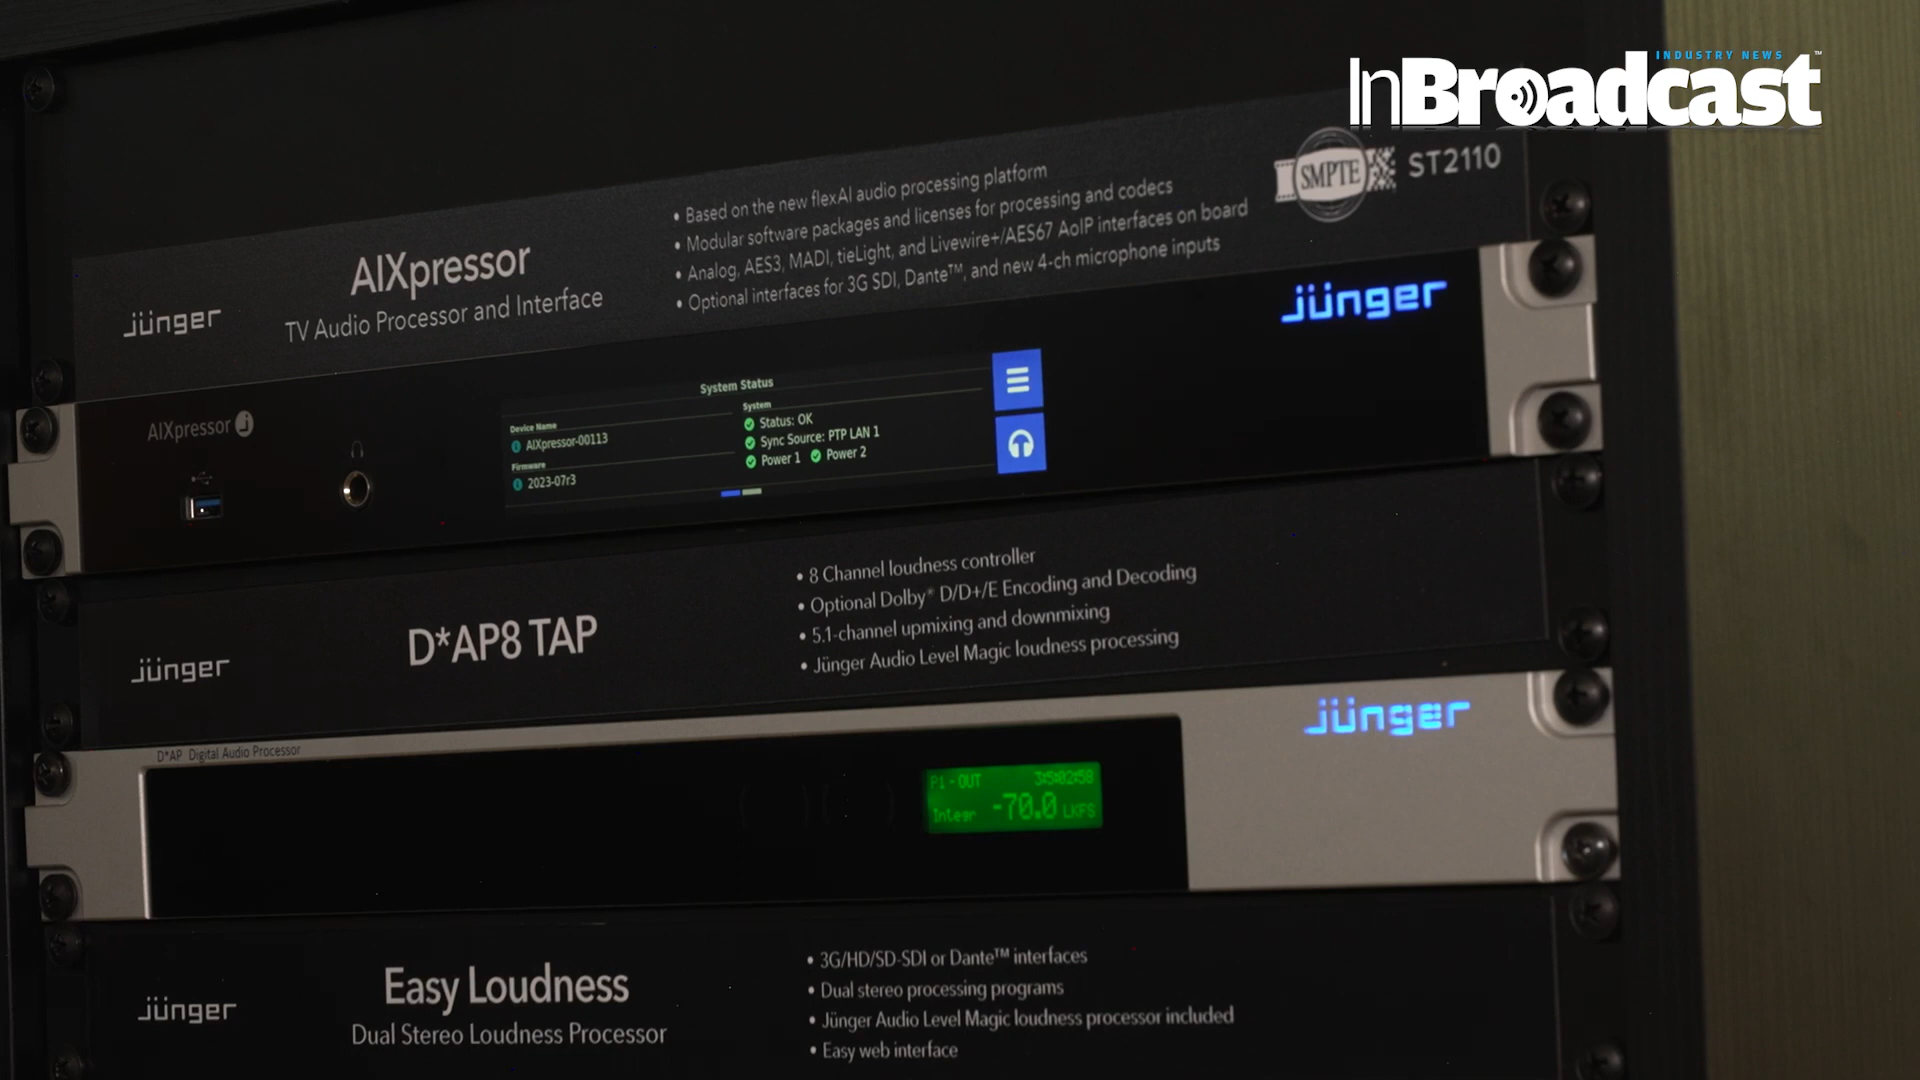 INDUSTRY NEWS
InBroadcast™
SMPTE ST2110
• Based on the new flexAI audio processing platform
• Modular software packages and licenses for processing and codecs
• Analog, AES3, MADI, tieLight, and Livewire+/AES67 AoIP interfaces on board
• Optional interfaces for 3G SDI, Dante™, and new 4-ch microphone inputs
jünger
AIXpressor
TV Audio Processor and Interface
jünger
AIXpressor j
System Status
Device Name
AIXpressor-00113
Firmware
2023-07r3
System
Status: OK
Sync Source: PTP LAN 1
Power 1 Power 2
jünger
D*AP8 TAP
• 8 Channel loudness controller
• Optional Dolby® D/D+/E Encoding and Decoding
• 5.1-channel upmixing and downmixing
• Jünger Audio Level Magic loudness processing
jünger
D*AP Digital Audio Processor
P1-OUT 3:5:02:58
Integr -70.0 LKFS
jünger
Easy Loudness
Dual Stereo Loudness Processor
• 3G/HD/SD-SDI or Dante™ interfaces
• Dual stereo processing programs
• Jünger Audio Level Magic loudness processor included
• Easy web interface